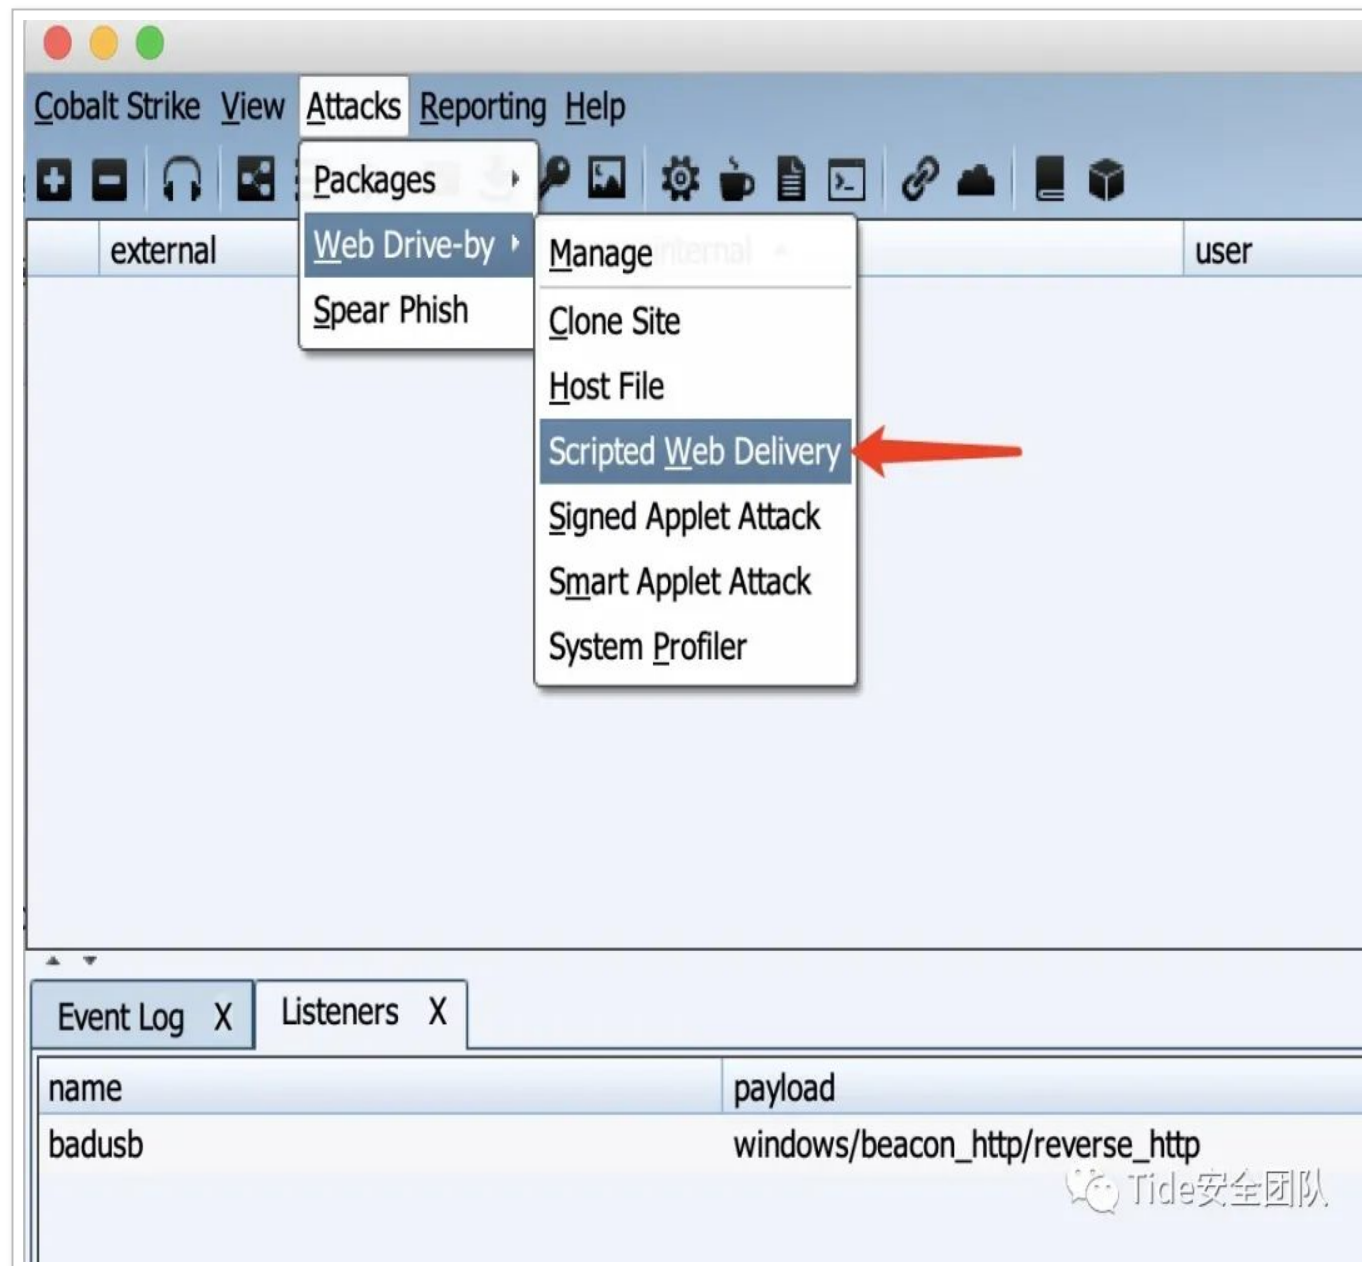 Cobalt Strike View Attacks Reporting Help
Packages
Web Drive-by
Spear Phish
Manage
Clone Site
Host File
Scripted Web Delivery
Signed Applet Attack
Smart Applet Attack
System Profiler
external internal user
Event Log X Listeners X
name payload
badusb windows/beacon_http/reverse_http
Tide安全团队